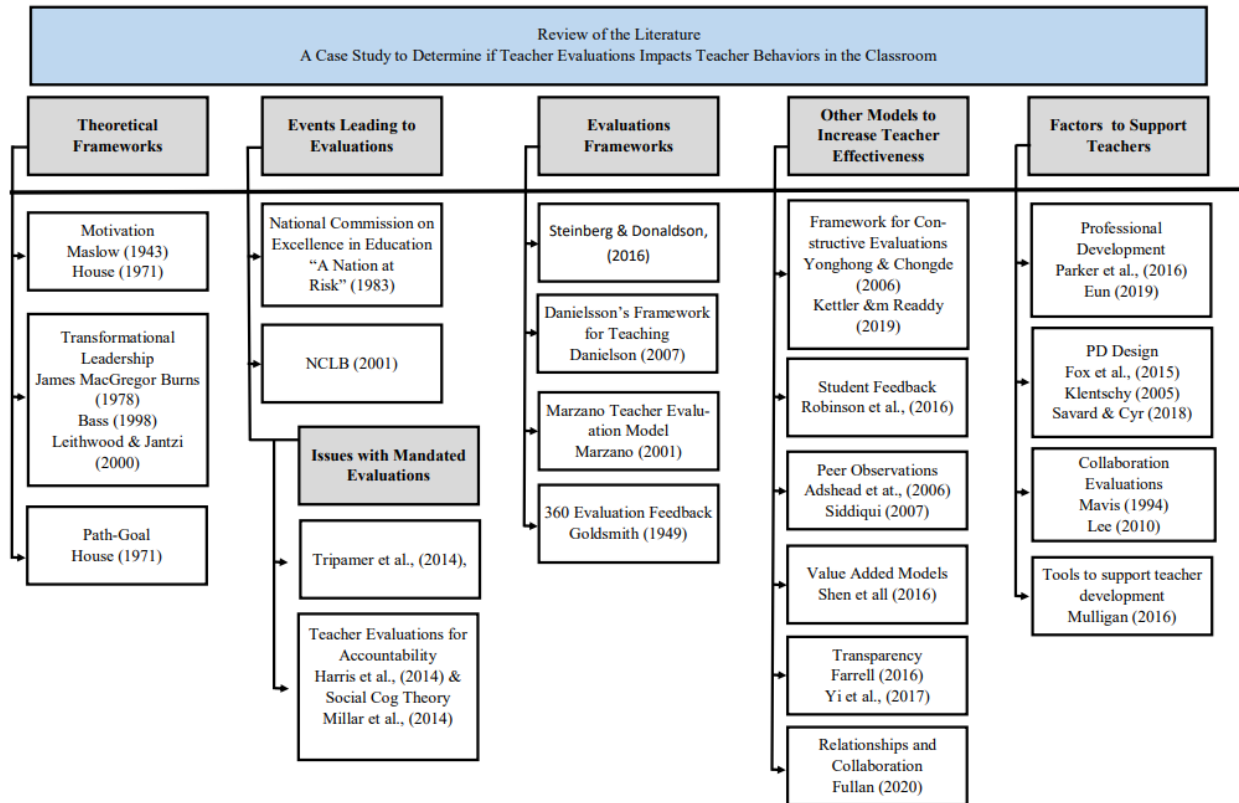 Review of the Literature
A Case Study to Determine if Teacher Evaluations Impacts Teacher Behaviors in the Classroom
Theoretical
Frameworks
Motivation
Maslow (1943)
House (1971)
Transformational
Leadership
James MacGregor Burns
(1978)
Bass (1998)
Leithwood & Jantzi
(2000)
Path-Goal
House (1971)
Events Leading to
Evaluations
National Commission on
Excellence in Education
“A Nation at
Risk” (1983)
NCLB (2001)
Issues with Mandated
Evaluations
Tripamer et al., (2014),
Teacher Evaluations for
Accountability
Harris et al., (2014) &
Social Cog Theory
Millar et al., (2014)
Evaluations
Frameworks
Steinberg & Donaldson,
(2016)
Danielsson’s Framework
for Teaching
Danielson (2007)
Marzano Teacher Evalu-
ation Model
Marzano (2001)
360 Evaluation Feedback
Goldsmith (1949)
Other Models to
Increase Teacher
Effectiveness
Framework for Con-
structive Evaluations
Yonghong & Chongde
(2006)
Kettler &m Readdy
(2019)
Student Feedback
Robinson et al., (2016)
Peer Observations
Adshead et at., (2006)
Siddiqui (2007)
Value Added Models
Shen et all (2016)
Transparency
Farrell (2016)
Yi et al., (2017)
Relationships and
Collaboration
Fullan (2020)
Factors to Support
Teachers
Professional
Development
Parker et al., (2016)
Eun (2019)
PD Design
Fox et al., (2015)
Klentschy (2005)
Savard & Cyr (2018)
Collaboration
Evaluations
Mavis (1994)
Lee (2010)
Tools to support teacher
development
Mulligan (2016)